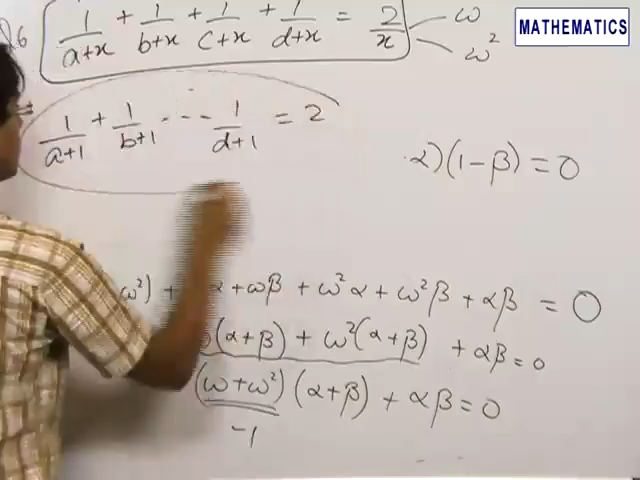 Q6 1/(a+x) + 1/(b+x) + 1/(c+x) + 1/(d+x) = 2/x ω ω²
MATHEMATICS
1/(a+1) + 1/(b+1) --- 1/(d+1) = 2
α)(1-β) = 0
ω²) + α + ωβ + ω²α + ω²β + αβ = 0
(α+β) + ω²(α+β) + αβ = 0
(ω+ω²)(α+β) + αβ = 0
-1